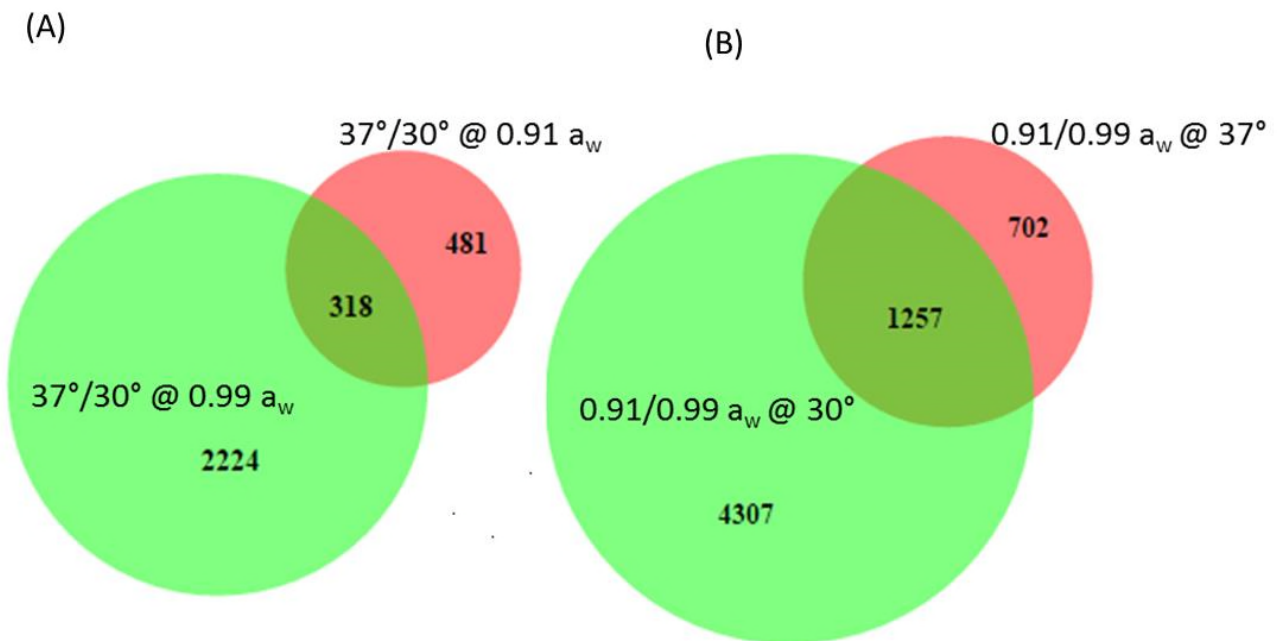 (A)
(B)
37°/30° @ 0.91 aw
0.91/0.99 aw @ 37°
481
702
318
1257
37°/30° @ 0.99 aw
0.91/0.99 aw @ 30°
2224
4307